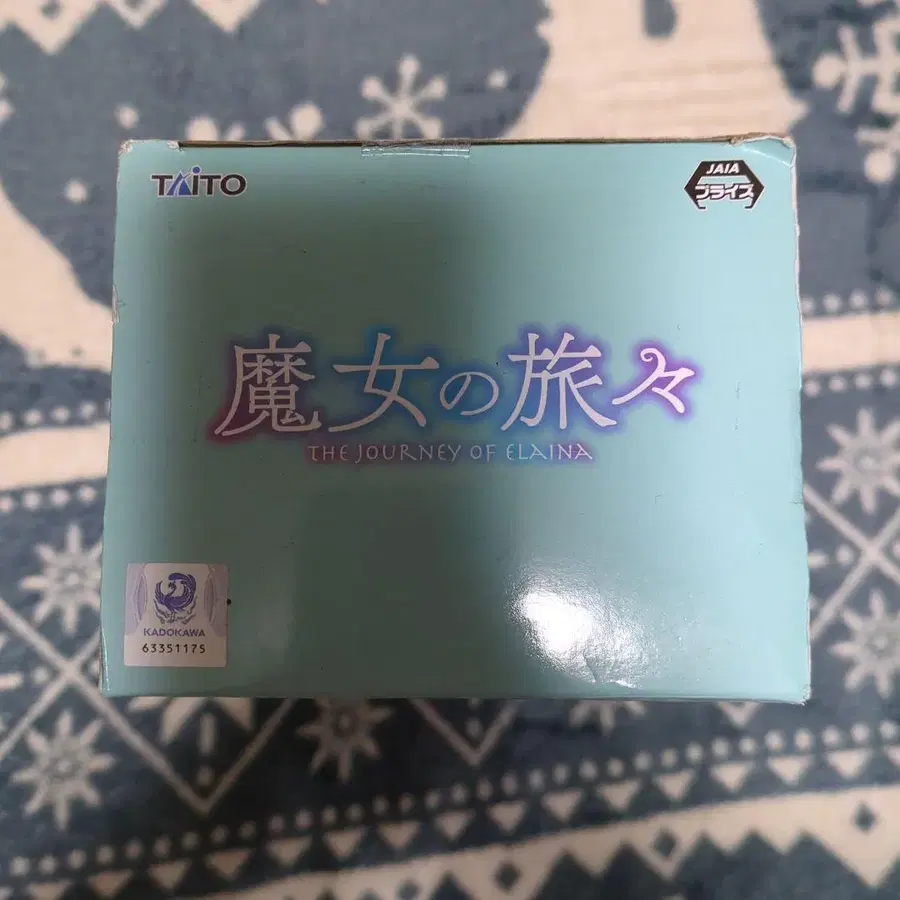 TAITO
JAIA
プライズ
魔女の旅々
THE JOURNEY OF ELAINA
KADOKAWA
63351175